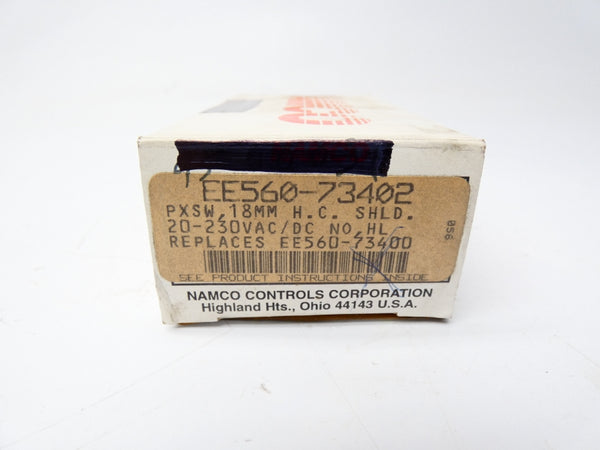 EE560-73402
PXSW,18MM H.C. SHLD.
20-230VAC/DC NO,HL
REPLACES EE560-73400
056
SEE PRODUCT INSTRUCTIONS INSIDE
NAMCO CONTROLS CORPORATION
Highland Hts., Ohio 44143 U.S.A.